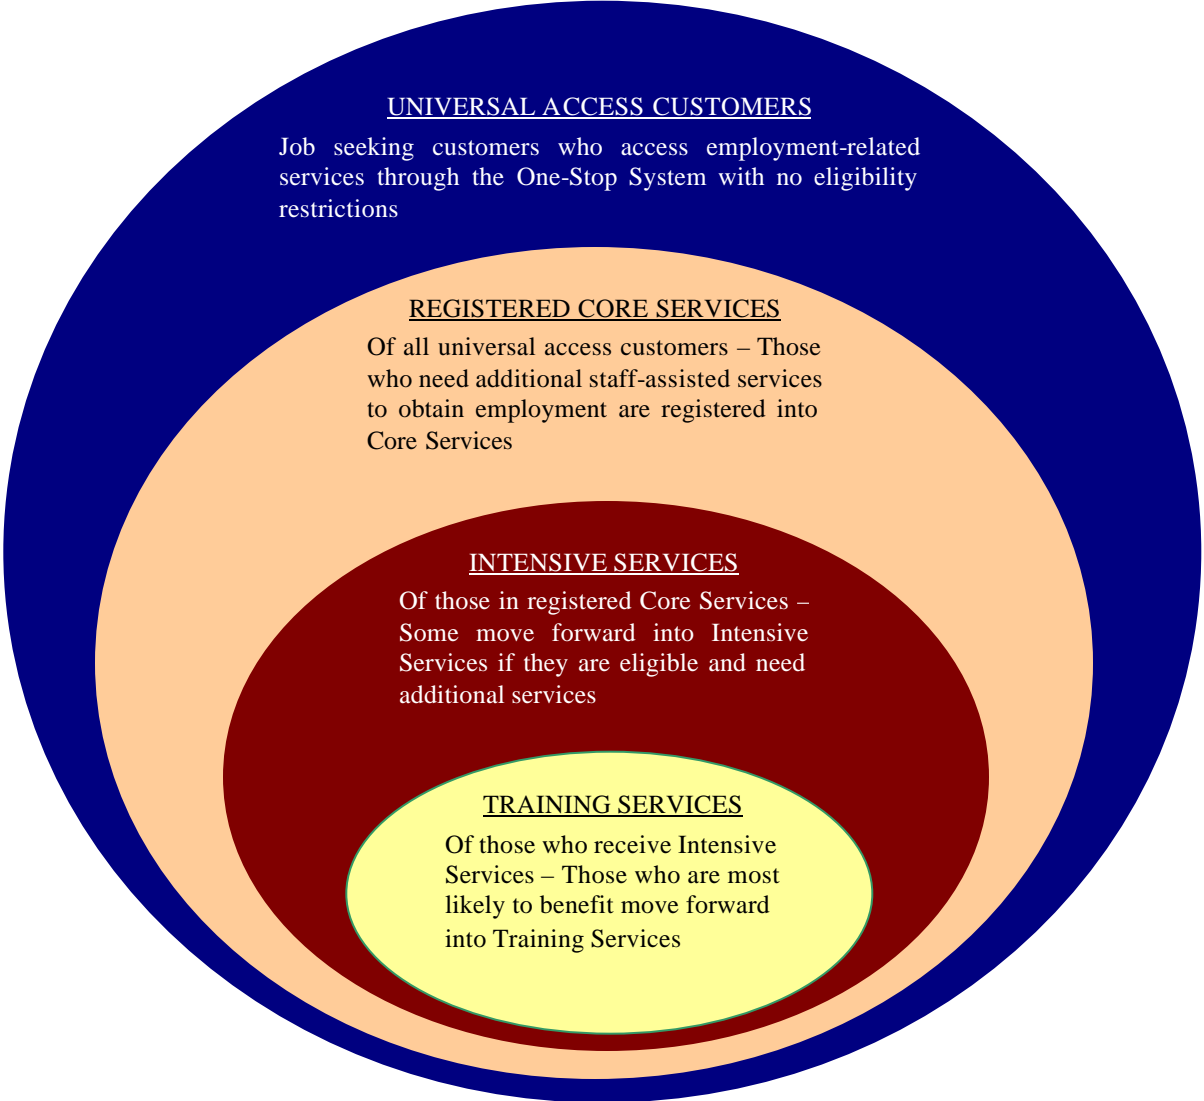 UNIVERSAL ACCESS CUSTOMERS
Job seeking customers who access employment-related
services through the One-Stop System with no eligibility
restrictions
REGISTERED CORE SERVICES
Of all universal access customers – Those
who need additional staff-assisted services
to obtain employment are registered into
Core Services
INTENSIVE SERVICES
Of those in registered Core Services –
Some move forward into Intensive
Services if they are eligible and need
additional services
TRAINING SERVICES
Of those who receive Intensive
Services – Those who are most
likely to benefit move forward
into Training Services